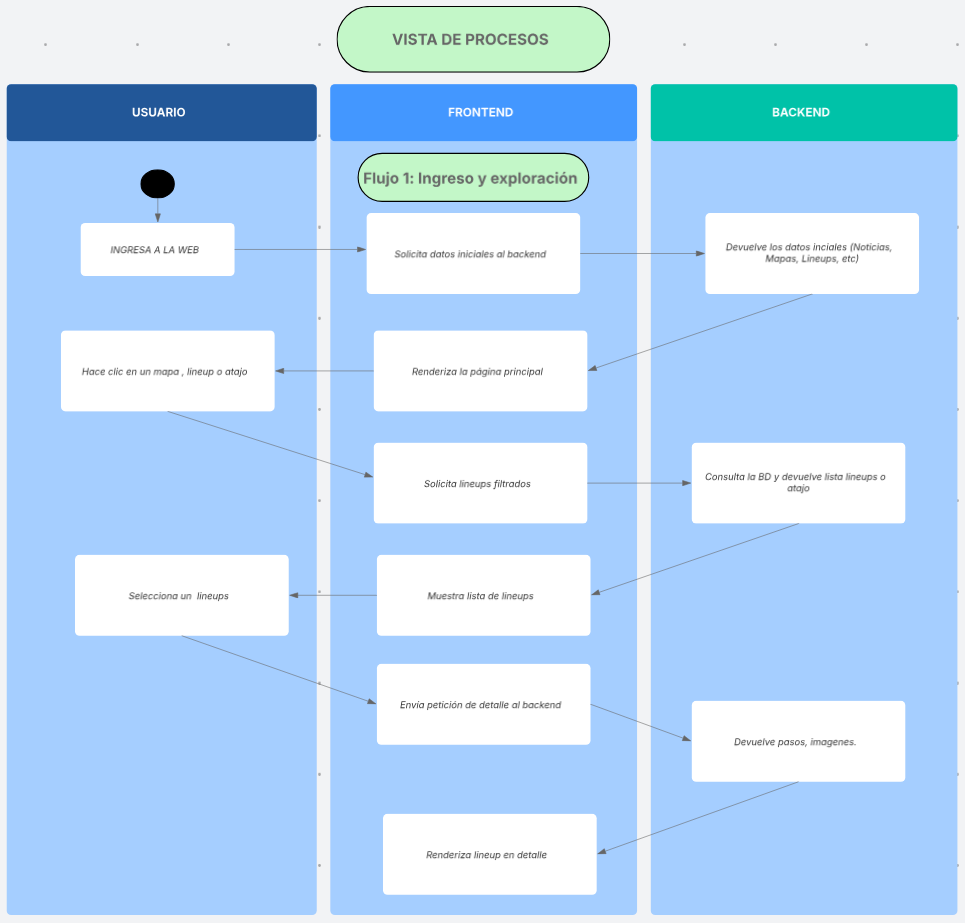 VISTA DE PROCESOS
USUARIO
FRONTEND
BACKEND
Flujo 1: Ingreso y exploración
INGRESA A LA WEB
Solicita datos iniciales al backend
Devuelve los datos inciales (Noticias,
Mapas, Lineups, etc)
Hace clic en un mapa , lineup o atajo
Renderiza la página principal
Solicita lineups filtrados
Consulta la BD y devuelve lista lineups o
atajo
Selecciona un lineups
Muestra lista de lineups
Envía petición de detalle al backend
Devuelve pasos, imagenes.
Renderiza lineup en detalle